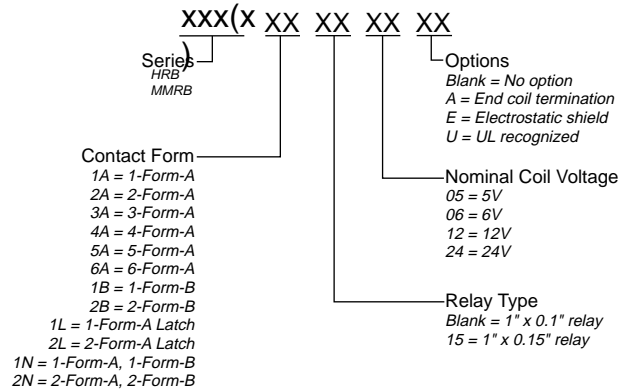 xxx(x) XX XX XX XX
Series
HRB
MMRB
Contact Form
1A = 1-Form-A
2A = 2-Form-A
3A = 3-Form-A
4A = 4-Form-A
5A = 5-Form-A
6A = 6-Form-A
1B = 1-Form-B
2B = 2-Form-B
1L = 1-Form-A Latch
2L = 2-Form-A Latch
1N = 1-Form-A, 1-Form-B
2N = 2-Form-A, 2-Form-B
Options
Blank = No option
A = End coil termination
E = Electrostatic shield
U = UL recognized
Nominal Coil Voltage
05 = 5V
06 = 6V
12 = 12V
24 = 24V
Relay Type
Blank = 1" x 0.1" relay
15 = 1" x 0.15" relay